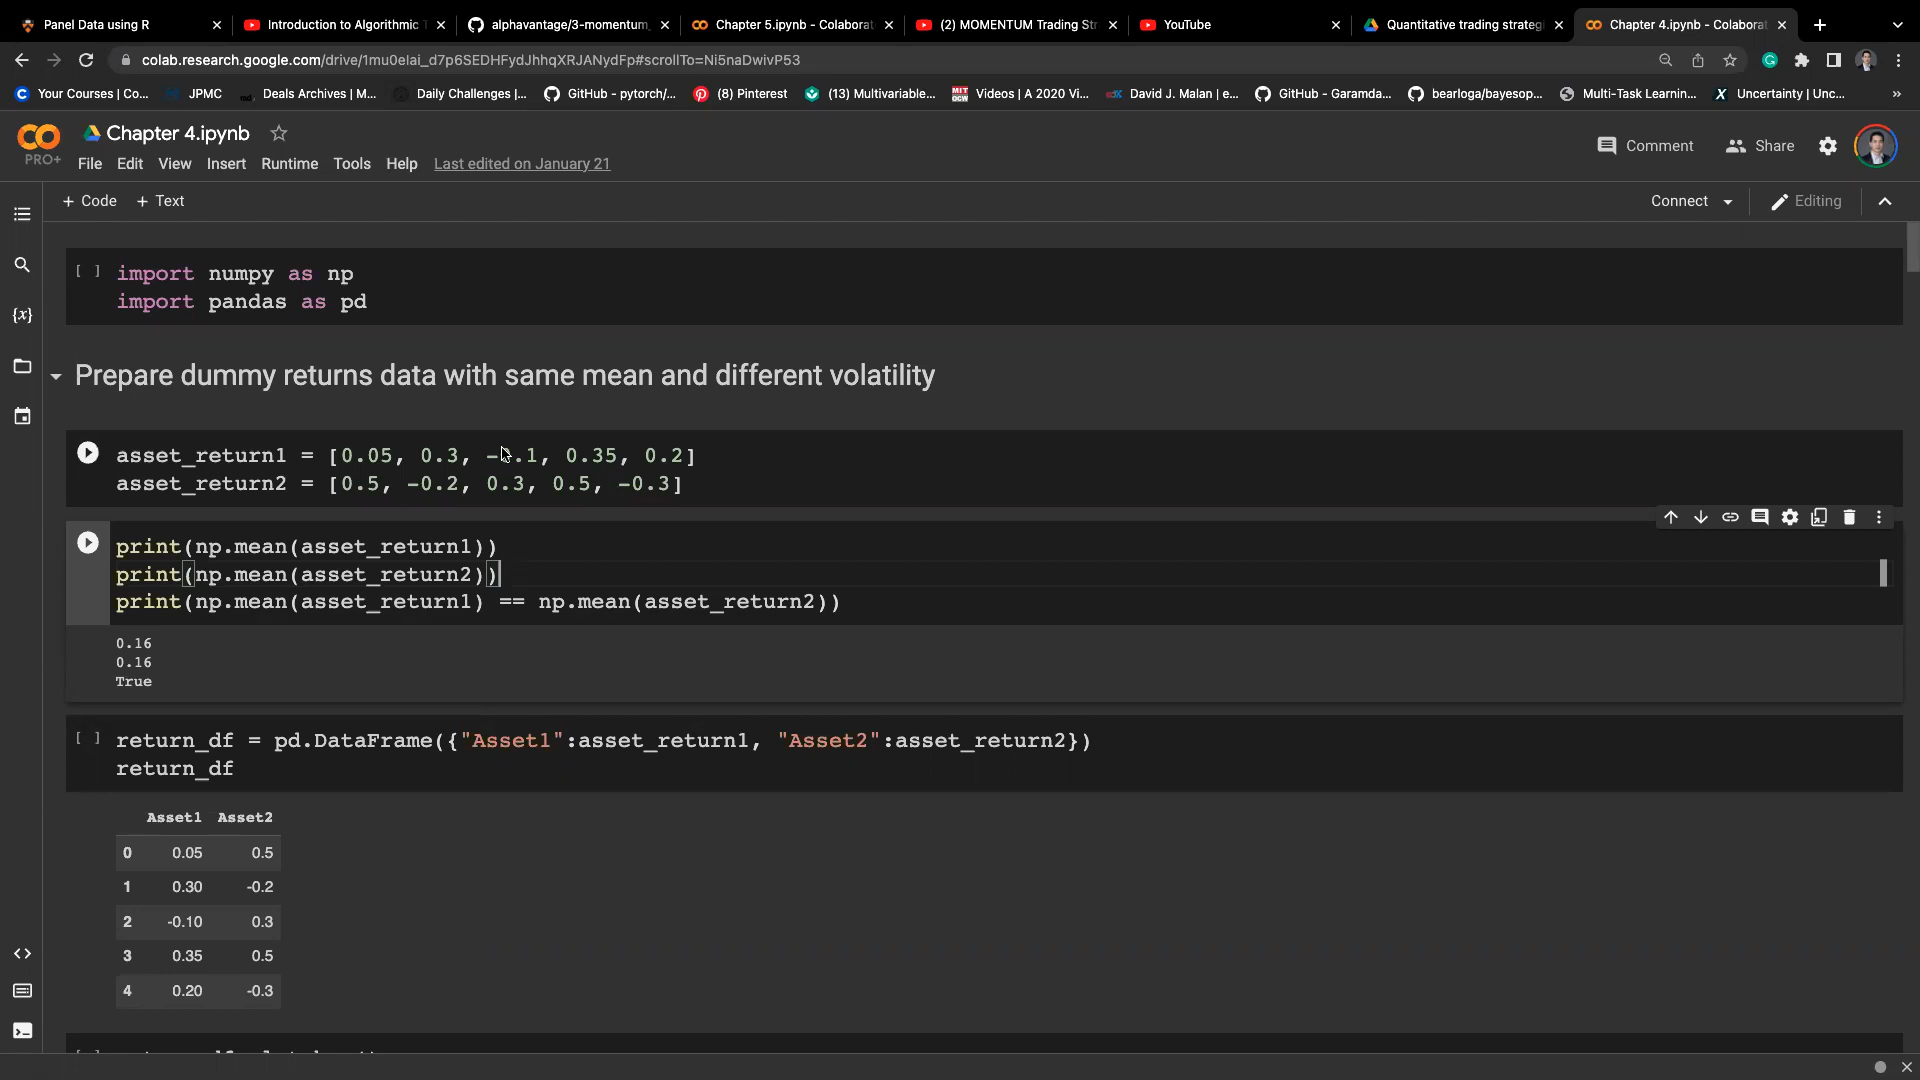 Panel Data using R
Introduction to Algorithmic T
alphavantage/3-momentum_
Chapter 5.ipynb - Colaborat
(2) MOMENTUM Trading Str
YouTube
Quantitative trading strategi
Chapter 4.ipynb - Colaborat
colab.research.google.com/drive/1mu0elai_d7p6SEDHFydJhhqXRJANydFp#scrollTo=Ni5naDwivP53
Your Courses | Co...
JPMC
Deals Archives | M...
Daily Challenges |...
GitHub - pytorch/...
(8) Pinterest
(13) Multivariable...
MIT OCW
Videos | A 2020 Vi...
David J. Malan | e...
GitHub - Garamda...
bearloga/bayesop...
Multi-Task Learnin...
Uncertainty | Unc...
»
CO
PRO+
Chapter 4.ipynb
File Edit View Insert Runtime Tools Help Last edited on January 21
Comment
Share
+ Code + Text
Connect
Editing
{x}
[ ] import numpy as np
import pandas as pd
Prepare dummy returns data with same mean and different volatility
asset_return1 = [0.05, 0.3, -0.1, 0.35, 0.2]
asset_return2 = [0.5, -0.2, 0.3, 0.5, -0.3]
print(np.mean(asset_return1))
print(np.mean(asset_return2))
print(np.mean(asset_return1) == np.mean(asset_return2))
0.16
0.16
True
[ ] return_df = pd.DataFrame({"Asset1":asset_return1, "Asset2":asset_return2})
return_df
Asset1 Asset2
0 0.05 0.5
1 0.30 -0.2
2 -0.10 0.3
3 0.35 0.5
4 0.20 -0.3